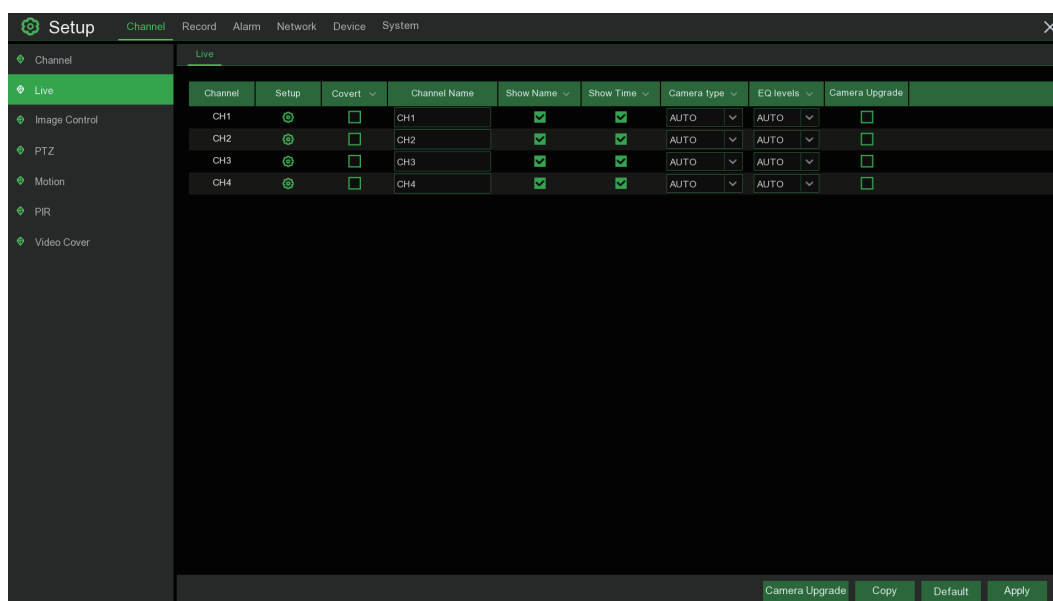 Setup Channel Record Alarm Network Device System
Channel
Live
Image Control
PTZ
Motion
PIR
Video Cover
Live
Channel Setup Covert Channel Name Show Name Show Time Camera type EQ levels Camera Upgrade
CH1 CH1 AUTO AUTO
CH2 CH2 AUTO AUTO
CH3 CH3 AUTO AUTO
CH4 CH4 AUTO AUTO
Camera Upgrade Copy Default Apply